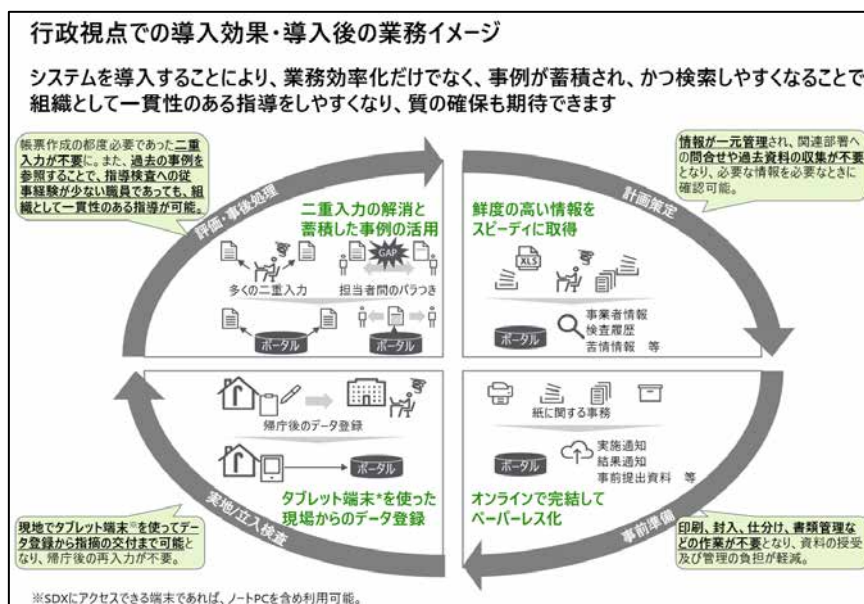 行政視点での導入効果・導入後の業務イメージ
システムを導入することにより、業務効率化だけでなく、事例が蓄積され、かつ検索しやすくなることで
組織として一貫性のある指導をしやすくなり、質の確保も期待できます
帳票作成の都度必要であった二重
入力が不要に。また、過去の事例を
参照することで、指導検査への従
事経験が少ない職員であっても、組
織として一貫性のある指導が可能。
情報が一元管理され、関連部署へ
の問合せや過去資料の収集が不要
となり、必要な情報を必要なときに
確認可能。
評価・事後処理
計画策定
二重入力の解消と
蓄積した事例の活用
鮮度の高い情報を
スピーディに取得
GAP
XLS
多くの二重入力
担当者間のバラつき
ポータル
ポータル
ポータル
事業者情報
検査履歴
苦情情報 等
帰庁後のデータ登録
ポータル
紙に関する事務
ポータル
実施通知
結果通知
事前提出資料 等
タブレット端末*を使った
現場からのデータ登録
オンラインで完結して
ペーパーレス化
実地/立入検査
事前準備
現地でタブレット端末※を使ってデー
タ登録から指摘の交付まで可能と
なり、帰庁後の再入力が不要。
印刷、封入、仕分け、書類管理な
どの作業が不要となり、資料の授受
及び管理の負担が軽減。
※SDXにアクセスできる端末であれば、ノートPCを含め利用可能。